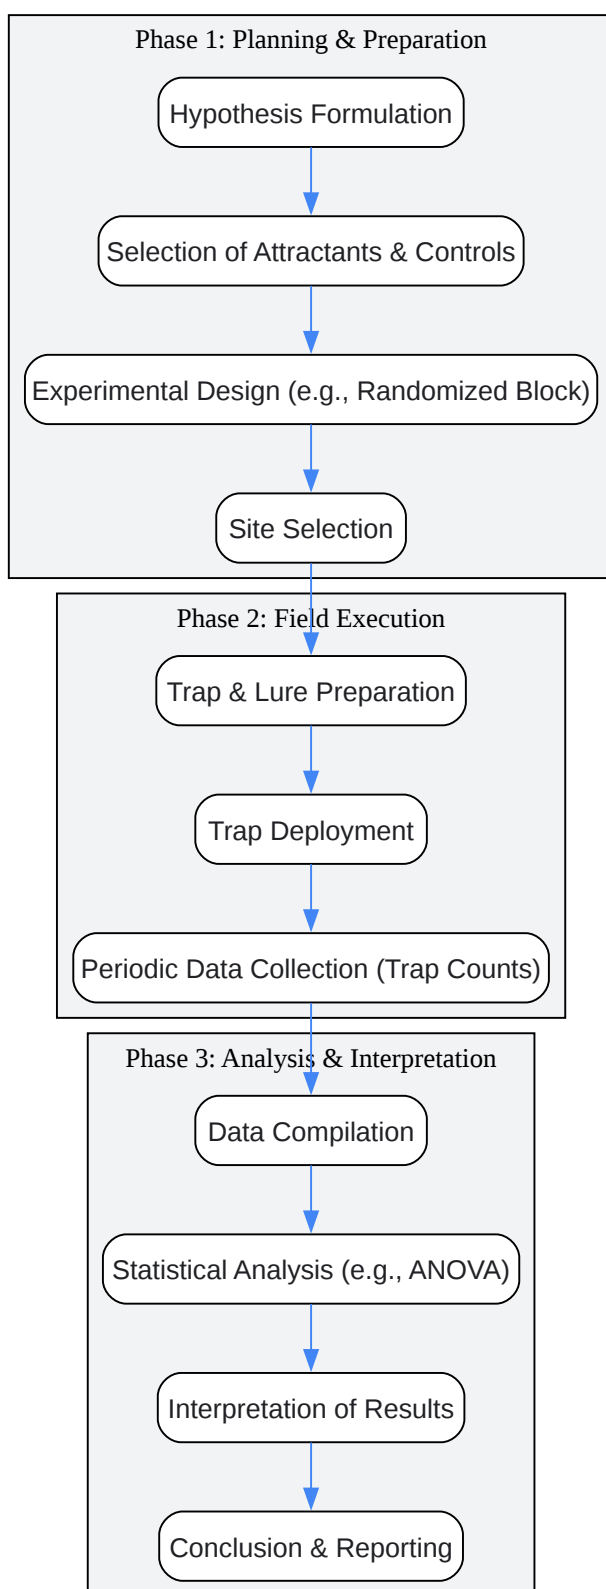 Phase 1: Planning & Preparation
Hypothesis Formulation
Selection of Attractants & Controls
Experimental Design (e.g., Randomized Block)
Site Selection
Phase 2: Field Execution
Trap & Lure Preparation
Trap Deployment
Periodic Data Collection (Trap Counts)
Phase 3: Analysis & Interpretation
Data Compilation
Statistical Analysis (e.g., ANOVA)
Interpretation of Results
Conclusion & Reporting